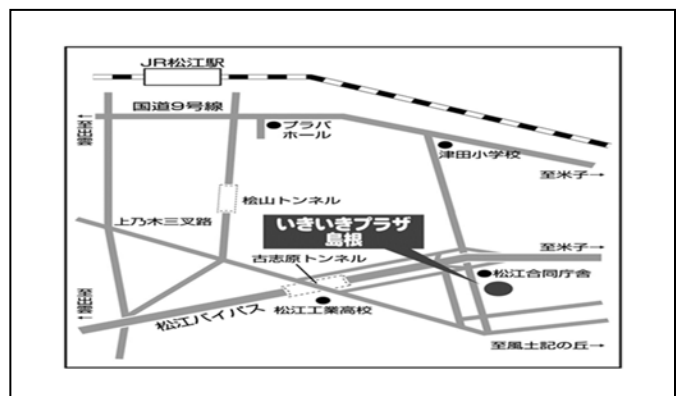 JR松江駅
国道9号線
←至出雲
プラバ
ホール
津田小学校
至米子→
桧山トンネル
上乃木三叉路
いきいきプラザ
島根
至米子→
古志原トンネル
松江合同庁舎
←至出雲
松江バイパス
松江工業高校
至風土記の丘→